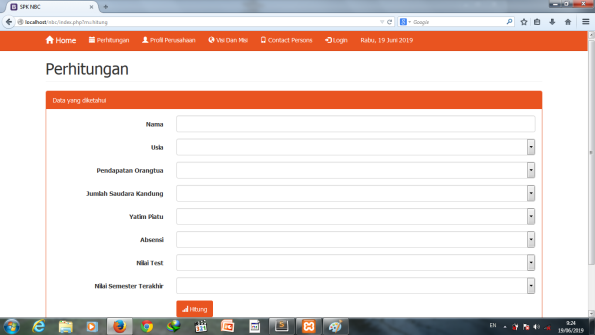 SPK NBC
localhost/nbc/index.php?m=hitung
Google
Home Perhitungan Profil Perusahaan Visi Dan Misi Contact Persons Login Rabu, 19 Juni 2019
Perhitungan
Data yang diketahui
Nama
Usia
Pendapatan Orangtua
Jumlah Saudara Kandung
Yatim Piatu
Absensi
Nilai Test
Nilai Semester Terakhir
Hitung
EN
9:24
19/06/2019